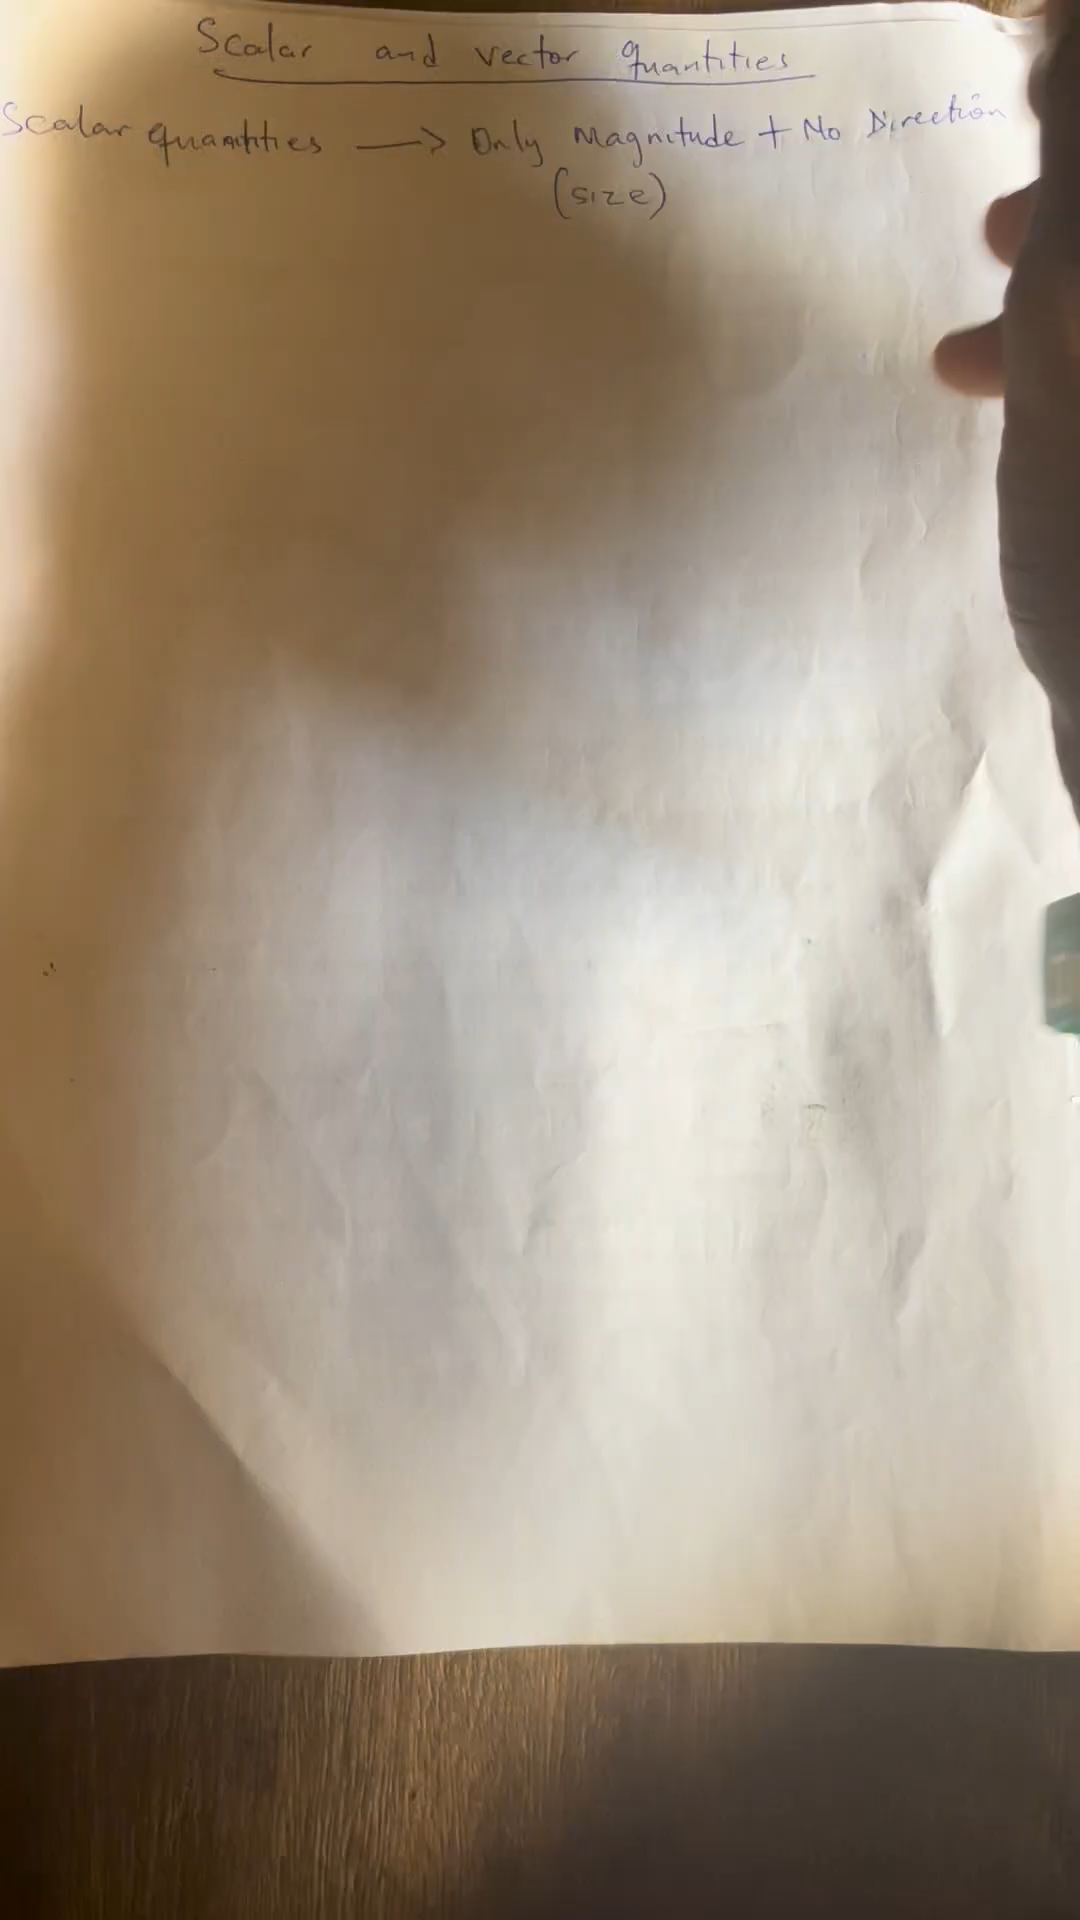 Scalar and vector quantities
Scalar quantities —> Only Magnitude + No Direction
(size)